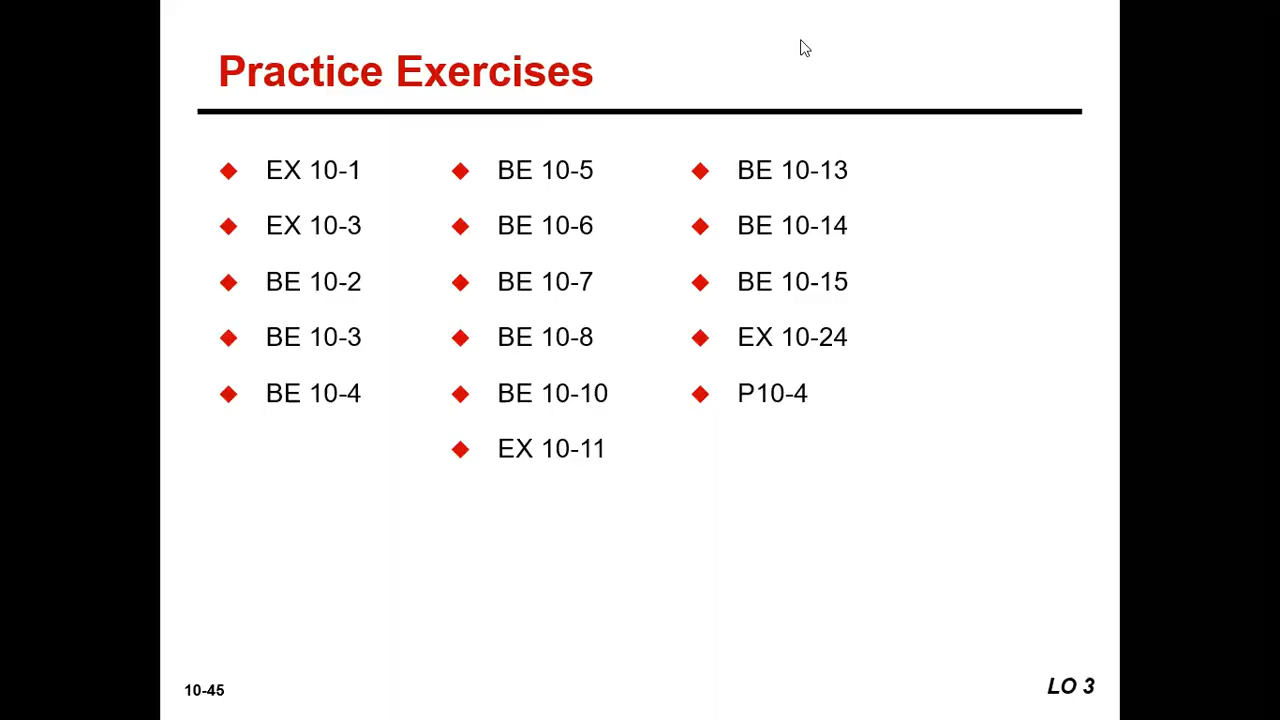 Practice Exercises
EX 10-1
EX 10-3
BE 10-2
BE 10-3
BE 10-4
BE 10-5
BE 10-6
BE 10-7
BE 10-8
BE 10-10
EX 10-11
BE 10-13
BE 10-14
BE 10-15
EX 10-24
P10-4
10-45
LO 3